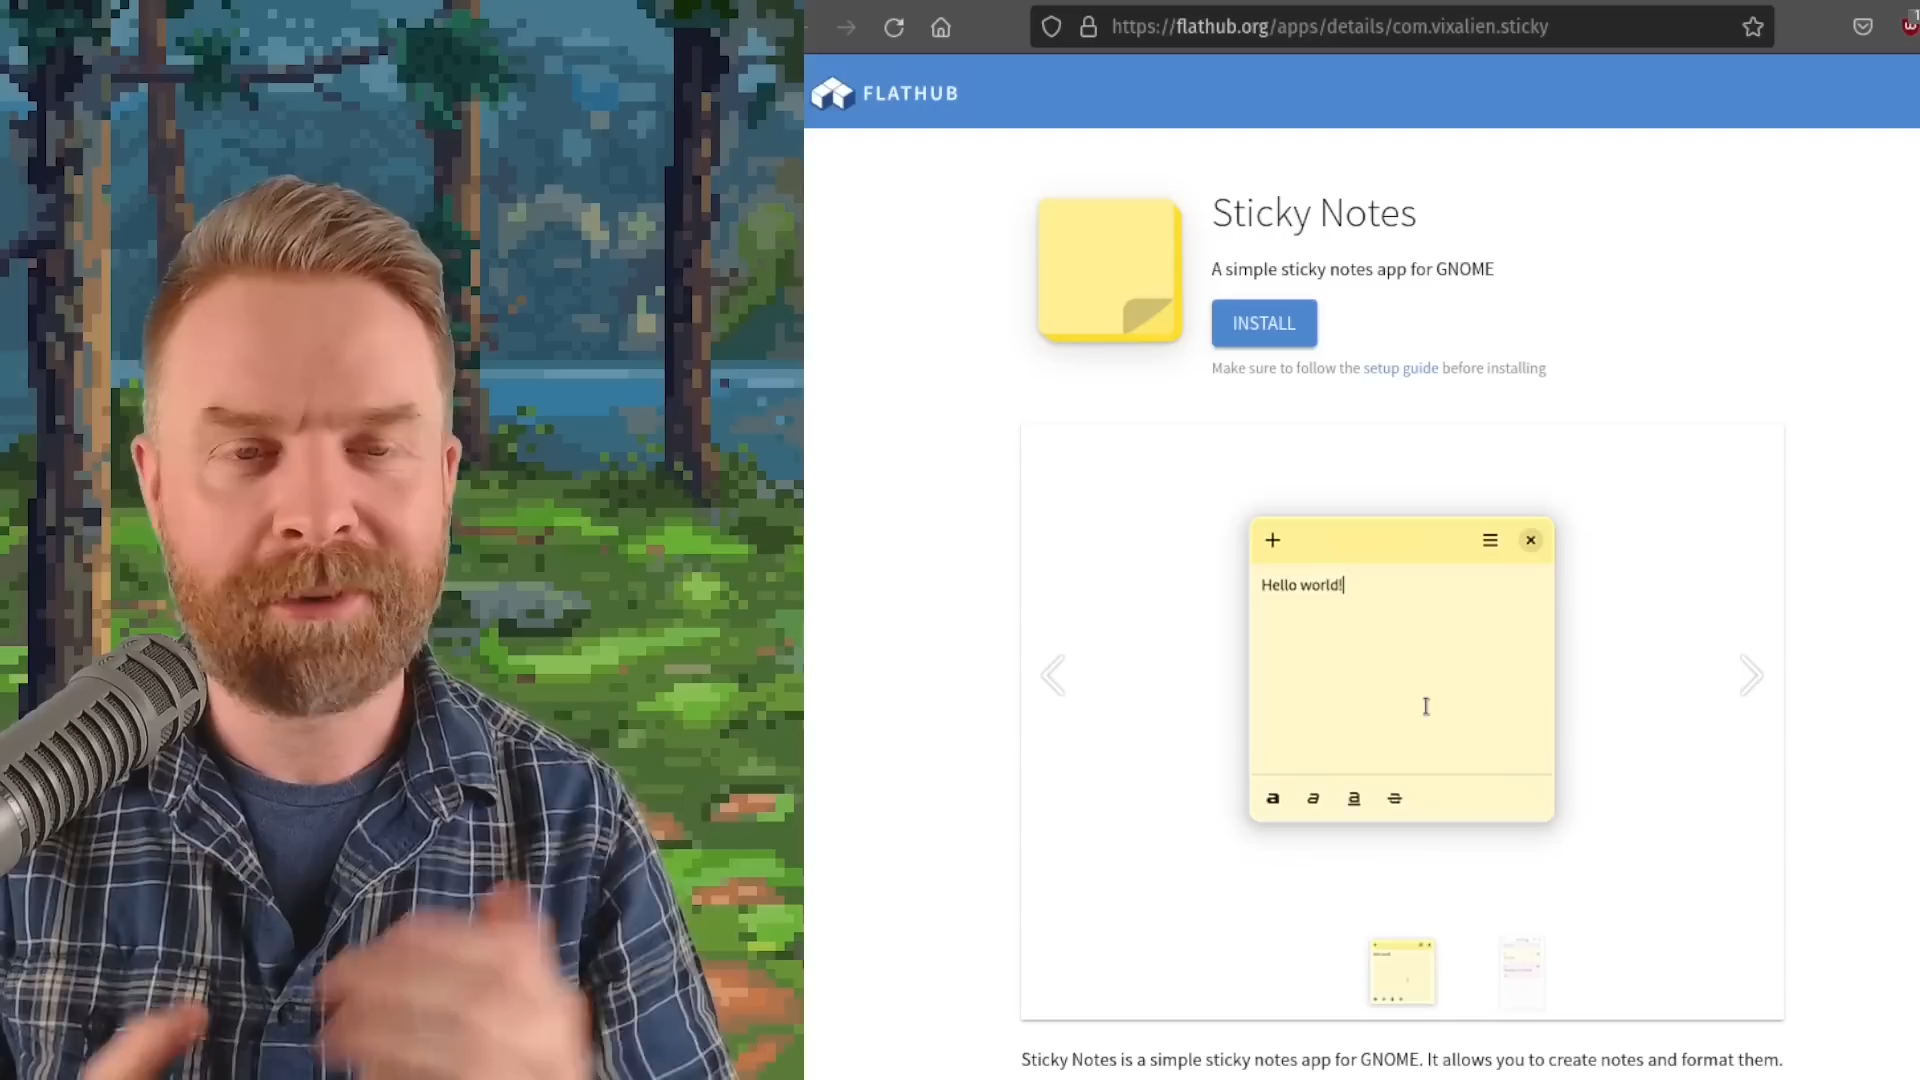 https://flathub.org/apps/details/com.vixalien.sticky
FLATHUB
Sticky Notes
A simple sticky notes app for GNOME
INSTALL
Make sure to follow the setup guide before installing
Hello world!
a a a a
Sticky Notes is a simple sticky notes app for GNOME. It allows you to create notes and format them.